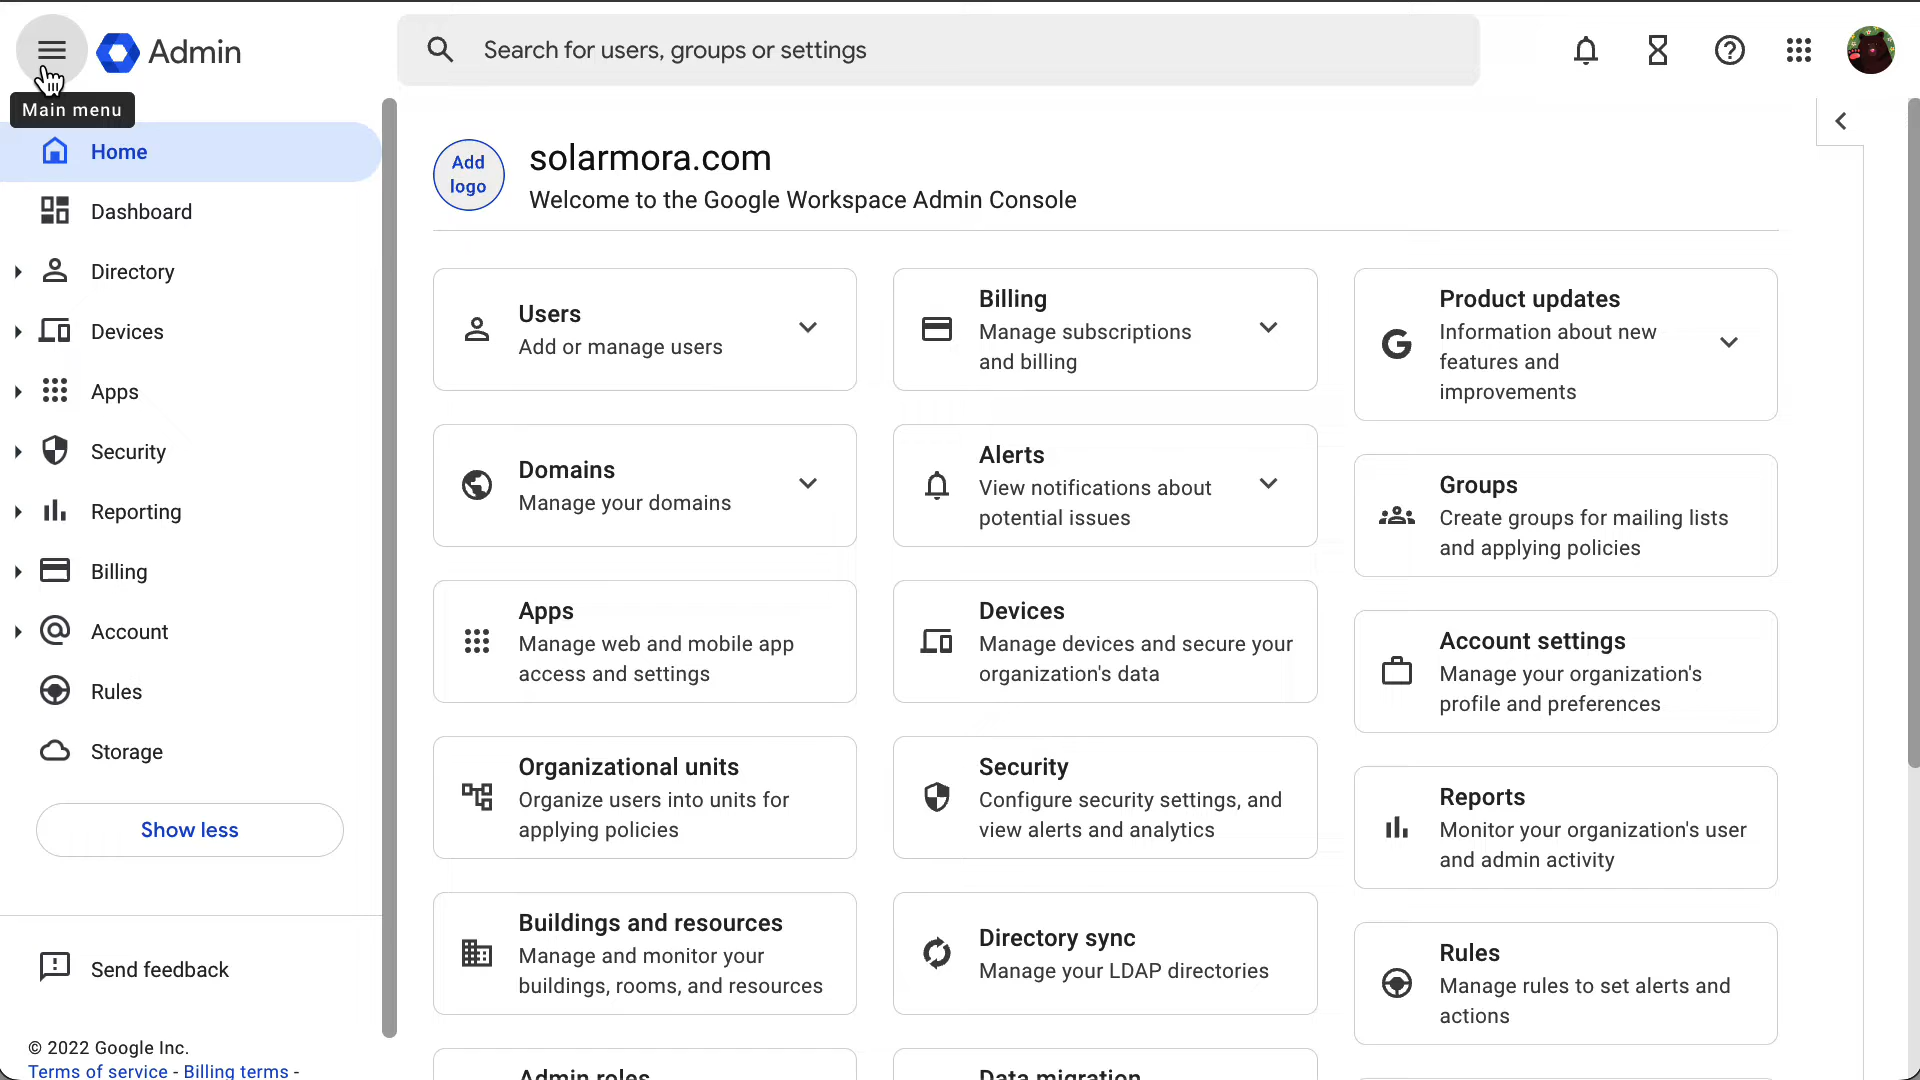 Admin
Search for users, groups or settings
Main menu
Home
Dashboard
Directory
Devices
Apps
Security
Reporting
Billing
Account
Rules
Storage
Show less
Send feedback
© 2022 Google Inc.
Terms of service - Billing terms -
Add
logo
solarmora.com
Welcome to the Google Workspace Admin Console
Users
Add or manage users
Billing
Manage subscriptions
and billing
Product updates
Information about new
features and
improvements
Domains
Manage your domains
Alerts
View notifications about
potential issues
Groups
Create groups for mailing lists
and applying policies
Apps
Manage web and mobile app
access and settings
Devices
Manage devices and secure your
organization's data
Account settings
Manage your organization's
profile and preferences
Organizational units
Organize users into units for
applying policies
Security
Configure security settings, and
view alerts and analytics
Reports
Monitor your organization's user
and admin activity
Buildings and resources
Manage and monitor your
buildings, rooms, and resources
Directory sync
Manage your LDAP directories
Rules
Manage rules to set alerts and
actions
Admin roles
Data migration